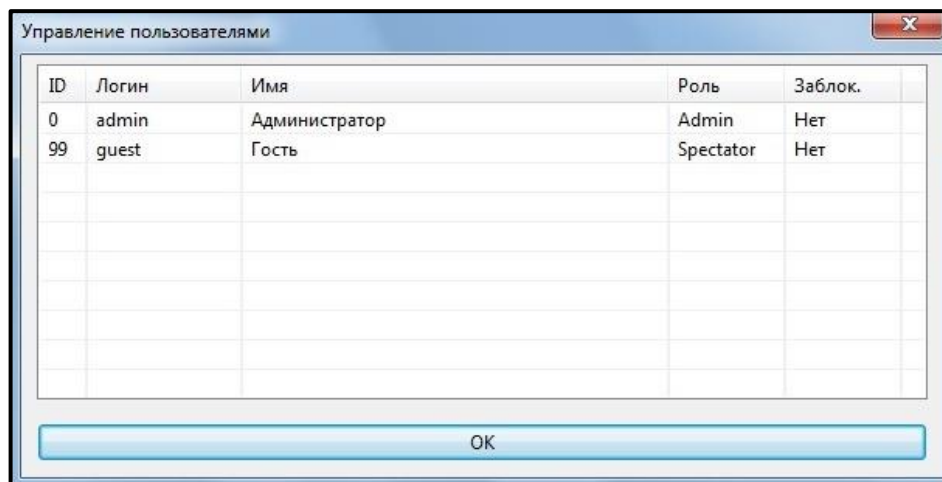 Управление пользователями
ID Логин Имя Роль Заблок.
0 admin Администратор Admin Нет
99 guest Гость Spectator Нет
OK